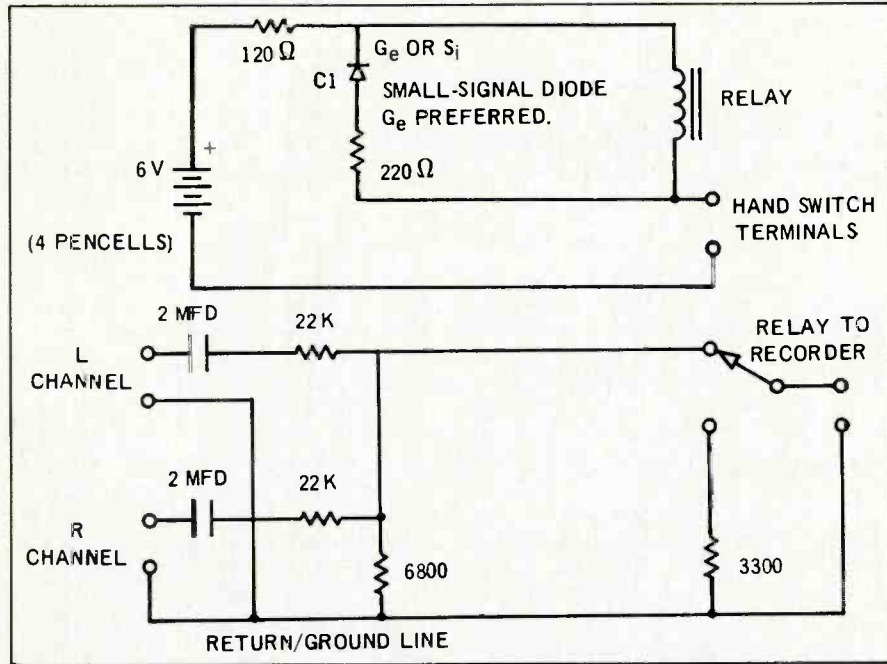 120 Ω
Gₑ OR Sᵢ
C1
SMALL-SIGNAL DIODE
Gₑ PREFERRED.
RELAY
+
6 V
220 Ω
(4 PENCELLS)
HAND SWITCH
TERMINALS
2 MFD
22 K
L
CHANNEL
RELAY TO
RECORDER
2 MFD
22 K
R
CHANNEL
6800
3300
RETURN/GROUND LINE